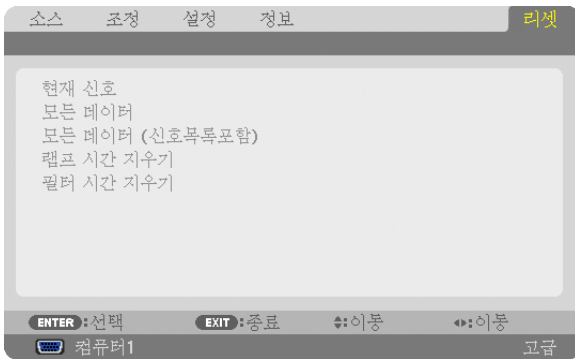 소스 조정 설정 정보 리셋
현재 신호
모든 데이터
모든 데이터 (신호목록포함)
램프 시간 지우기
필터 시간 지우기
ENTER :선택 EXIT :종료 :이동 :이동
컴퓨터1 고급